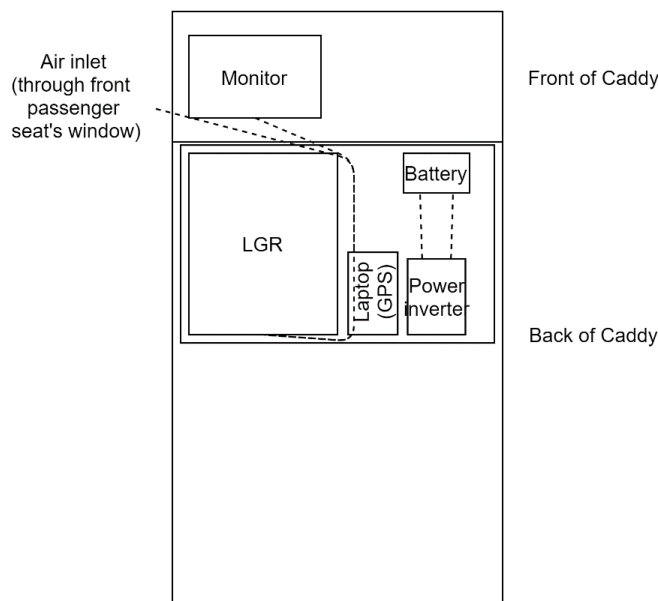 Air inlet
(through front
passenger
seat's window)
Monitor
Front of Caddy
Battery
LGR
Laptop
(GPS)
Power
inverter
Back of Caddy